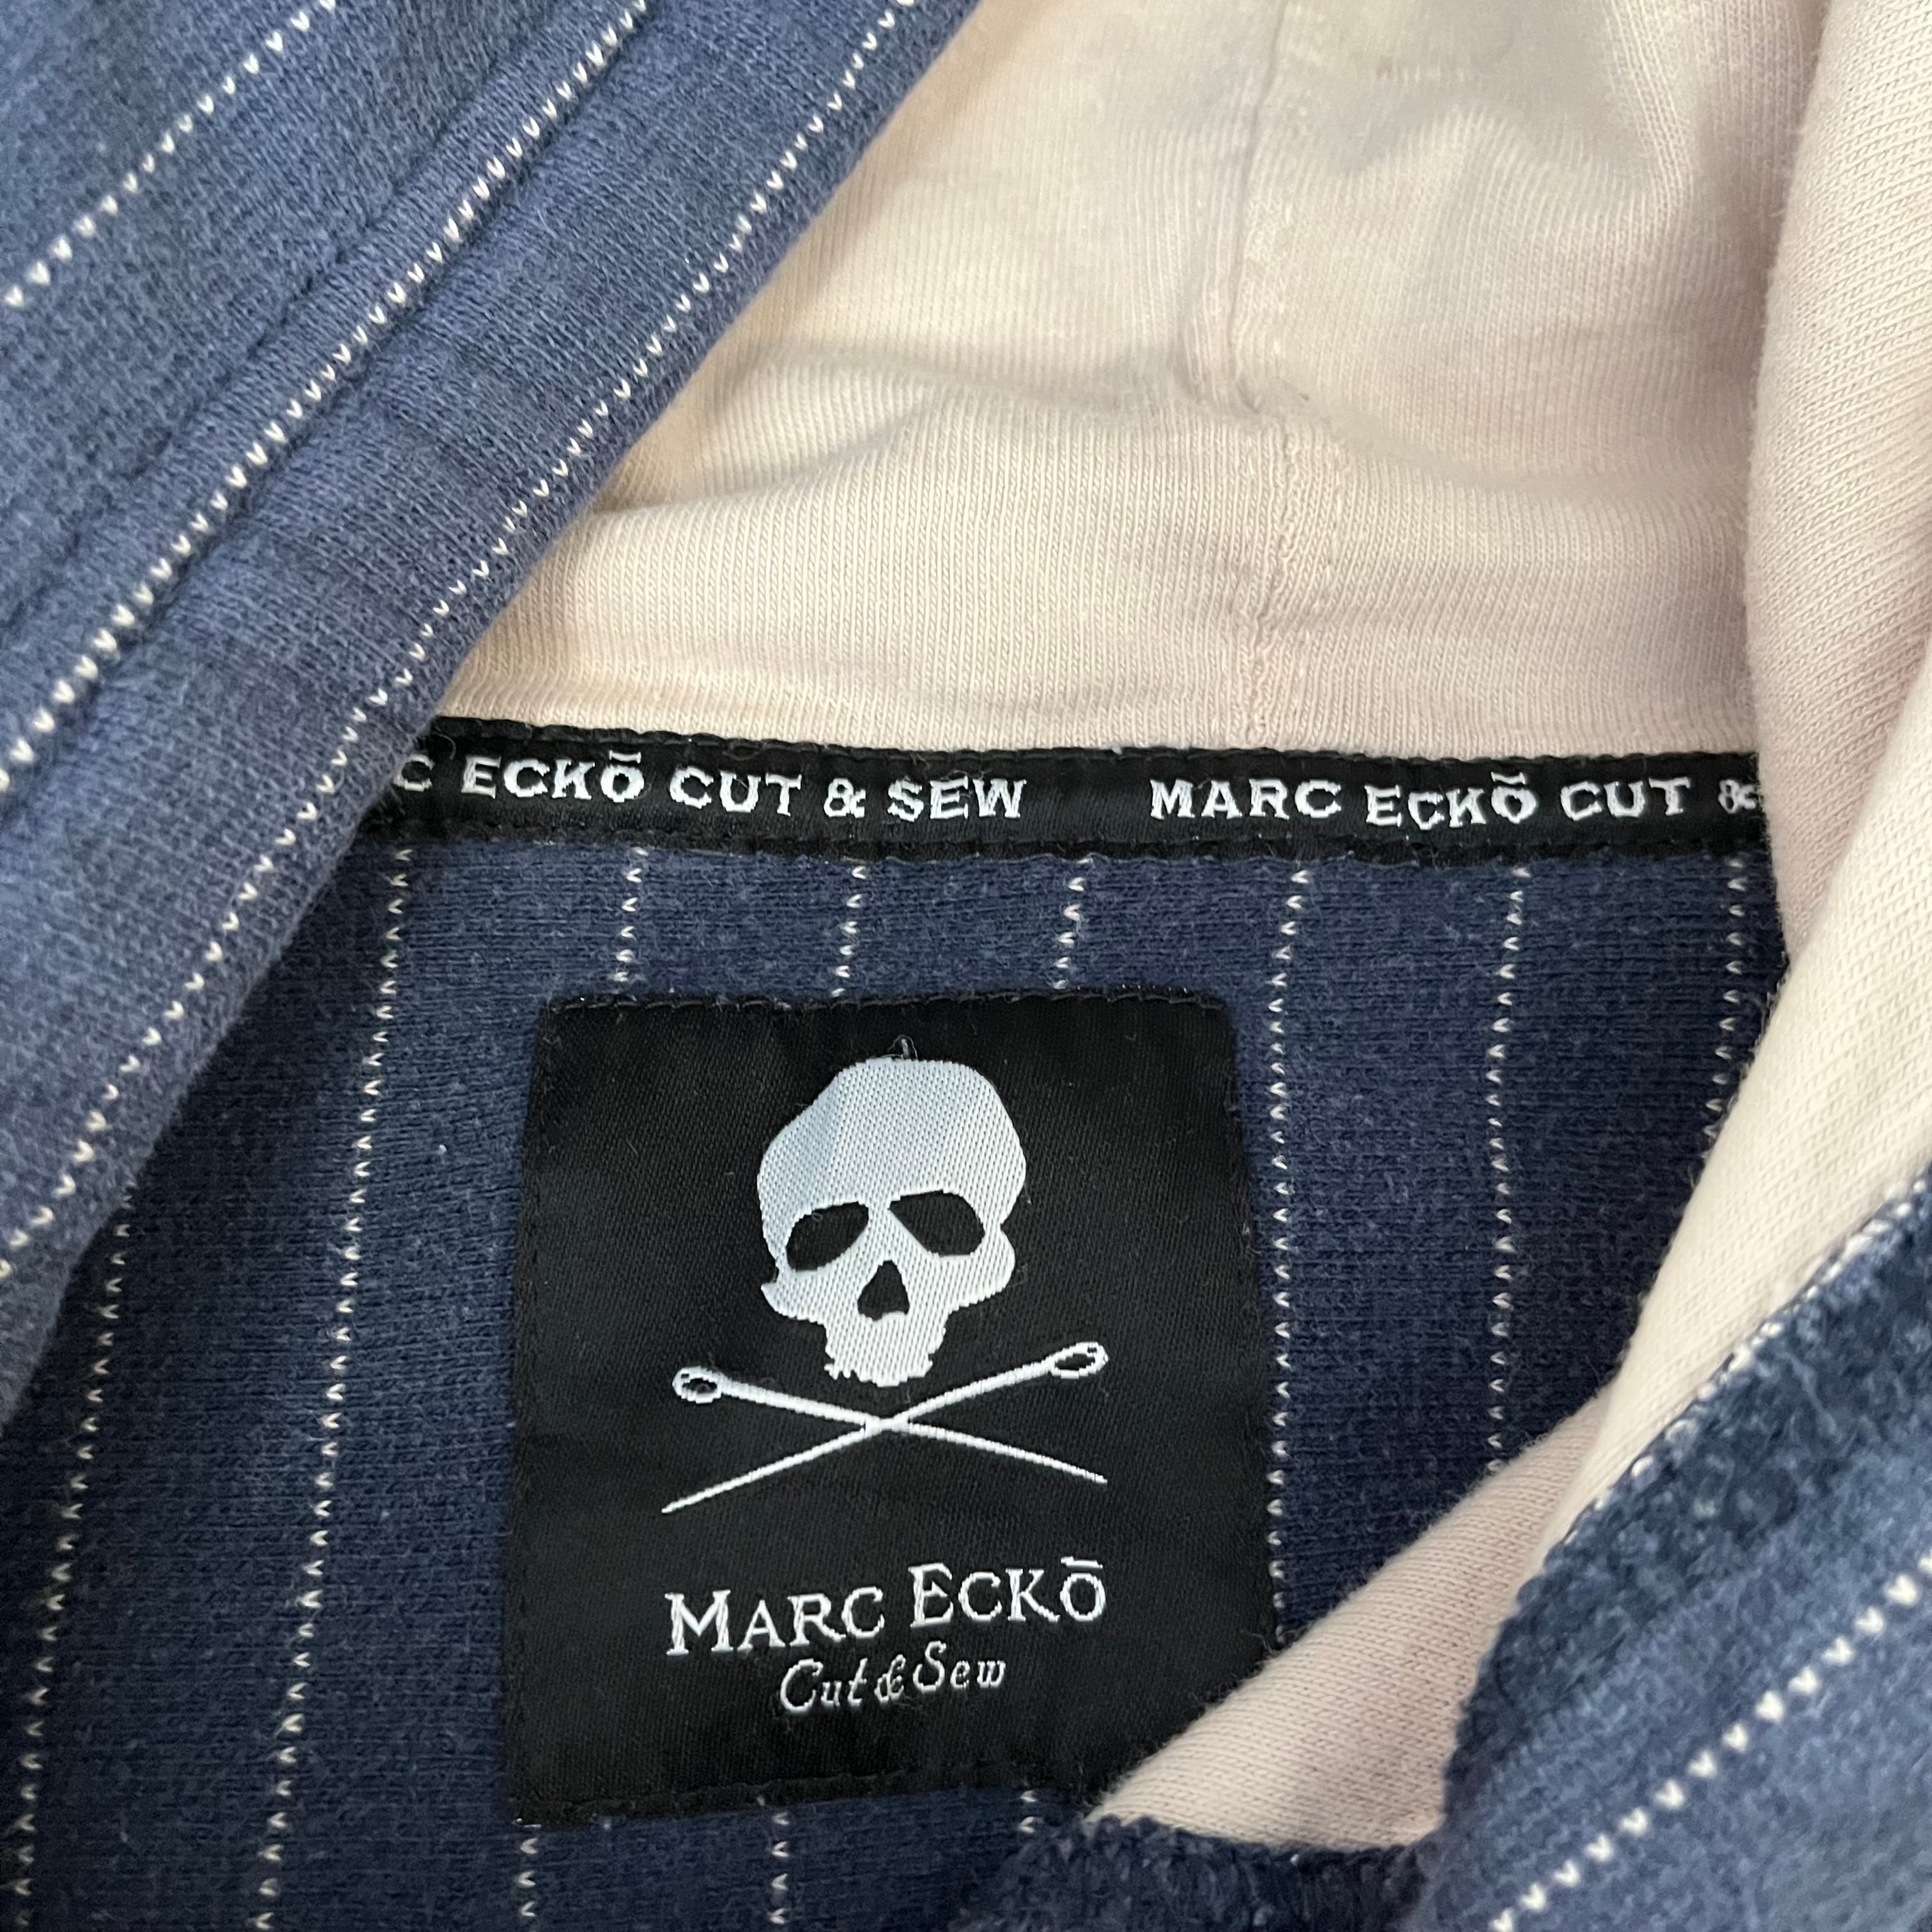 C ECKŌ CUT & SEW MARC ECKŌ CUT &
MARC ECKŌ
Cut & Sew